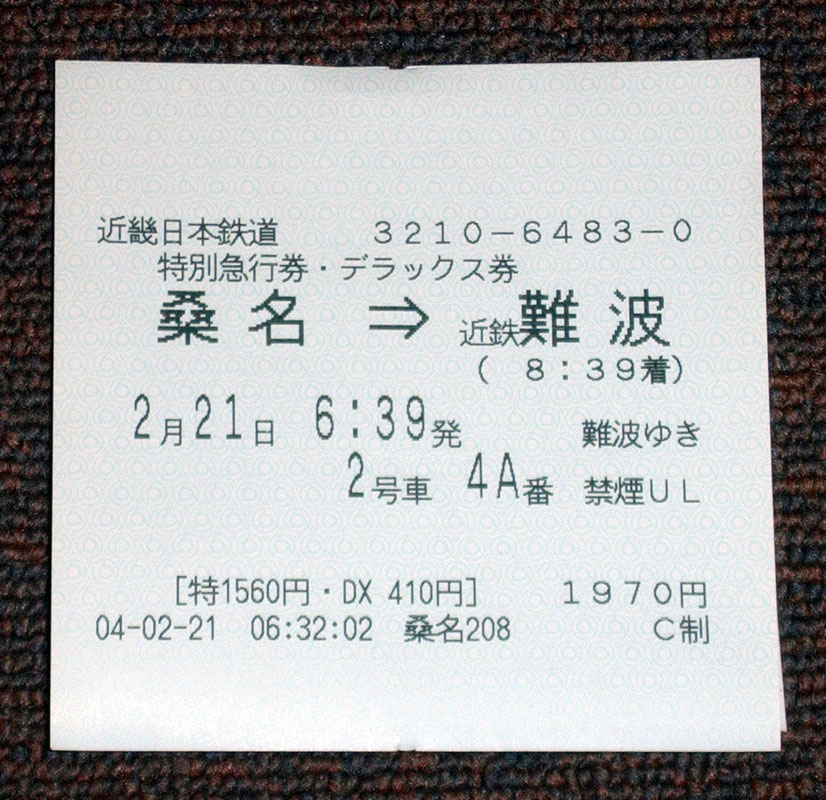 近畿日本鉄道 3210-6483-0
特別急行券・デラックス券
桑名 ⇒ 近鉄難波
( 8:39着)
2月21日 6:39発 難波ゆき
2号車 4A番 禁煙UL
[特1560円・DX 410円] 1970円
04-02-21 06:32:02 桑名208 C制